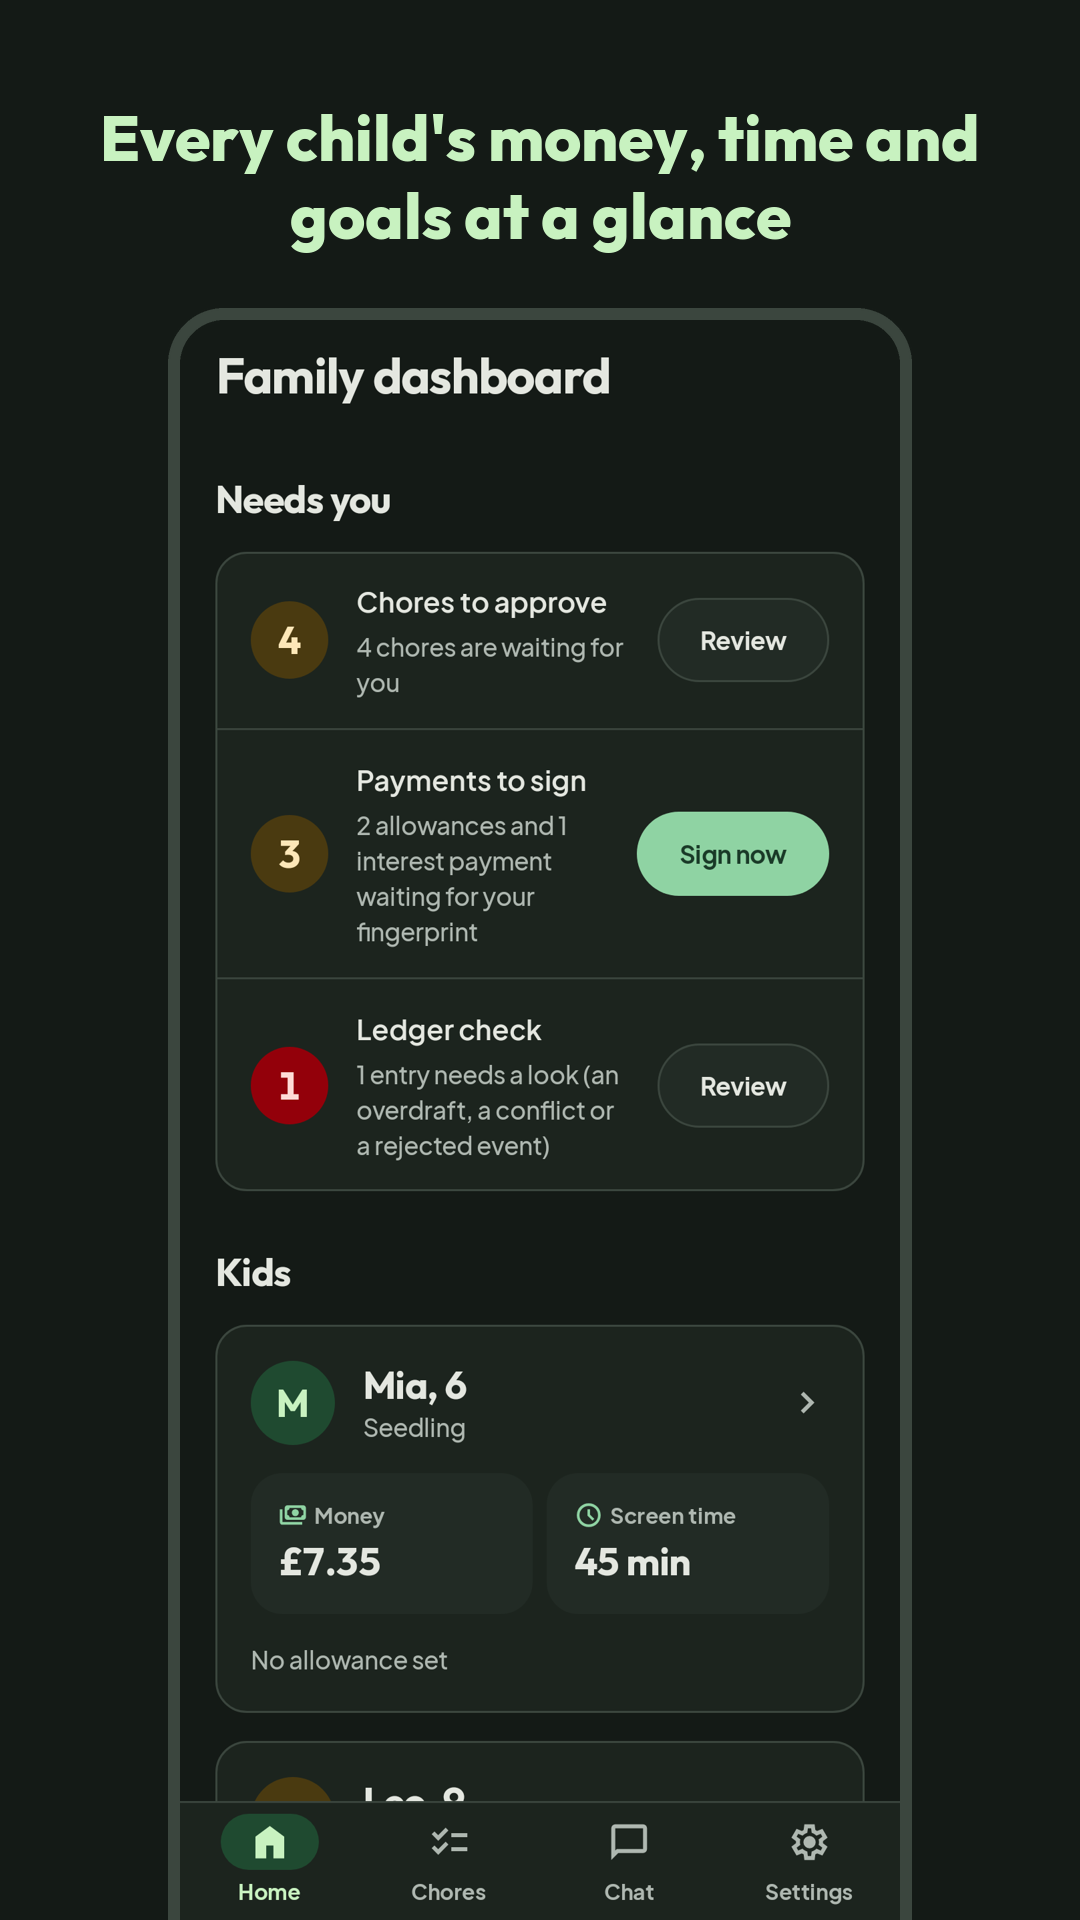 Every child's money, time and
goals at a glance
Family dashboard
Needs you
4
Chores to approve
4 chores are waiting for
you
Review
3
Payments to sign
2 allowances and 1
interest payment
waiting for your
fingerprint
Sign now
1
Ledger check
1 entry needs a look (an
overdraft, a conflict or
a rejected event)
Review
Kids
M
Mia, 6
Seedling
Money
£7.35
Screen time
45 min
No allowance set
Home
Chores
Chat
Settings